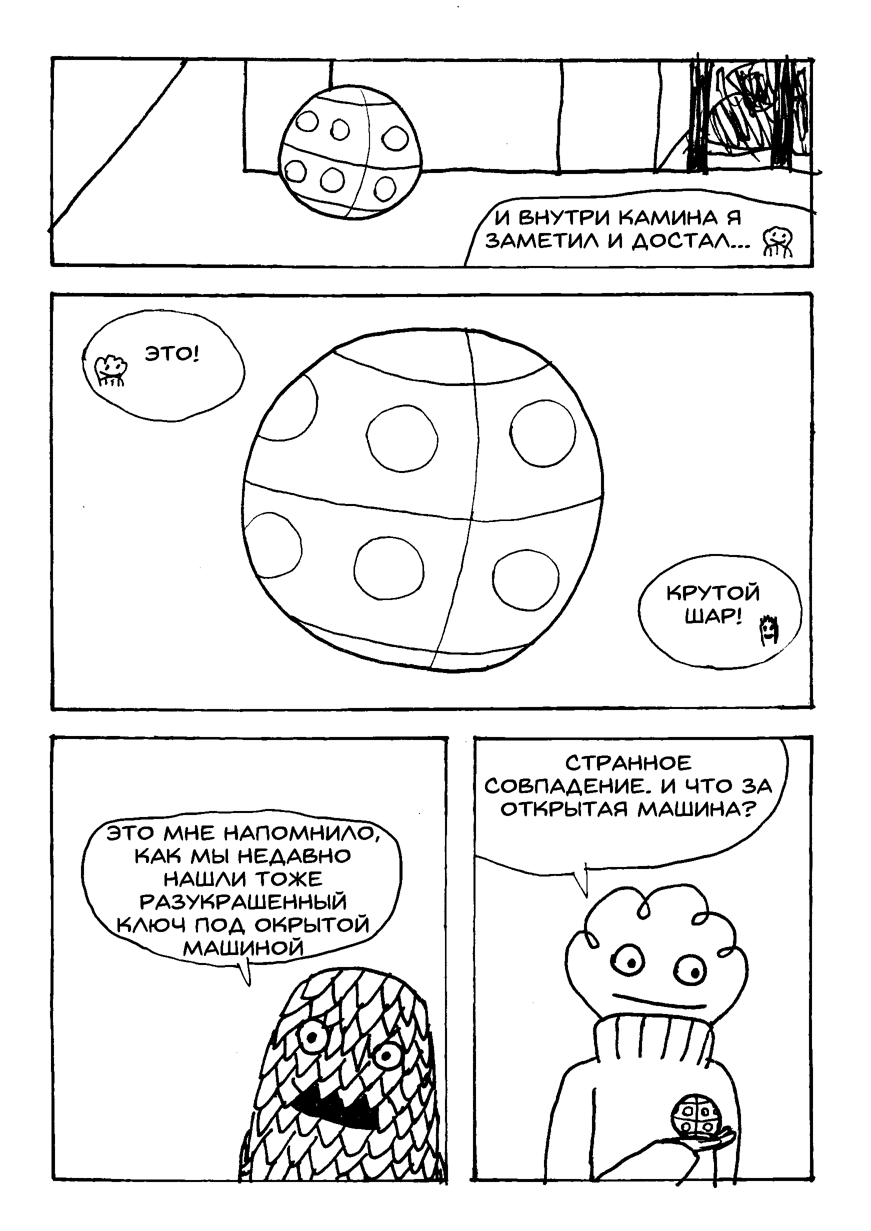 И ВНУТРИ КАМИНА Я
ЗАМЕТИЛ И ДОСТАЛ...
ЭТО!
КРУТОЙ
ШАР!
ЭТО МНЕ НАПОМНИЛО,
КАК МЫ НЕДАВНО
НАШЛИ ТОЖЕ
РАЗУКРАШЕННЫЙ
КЛЮЧ ПОД ОКРЫТОЙ
МАШИНОЙ
СТРАННОЕ
СОВПАДЕНИЕ. И ЧТО ЗА
ОТКРЫТАЯ МАШИНА?